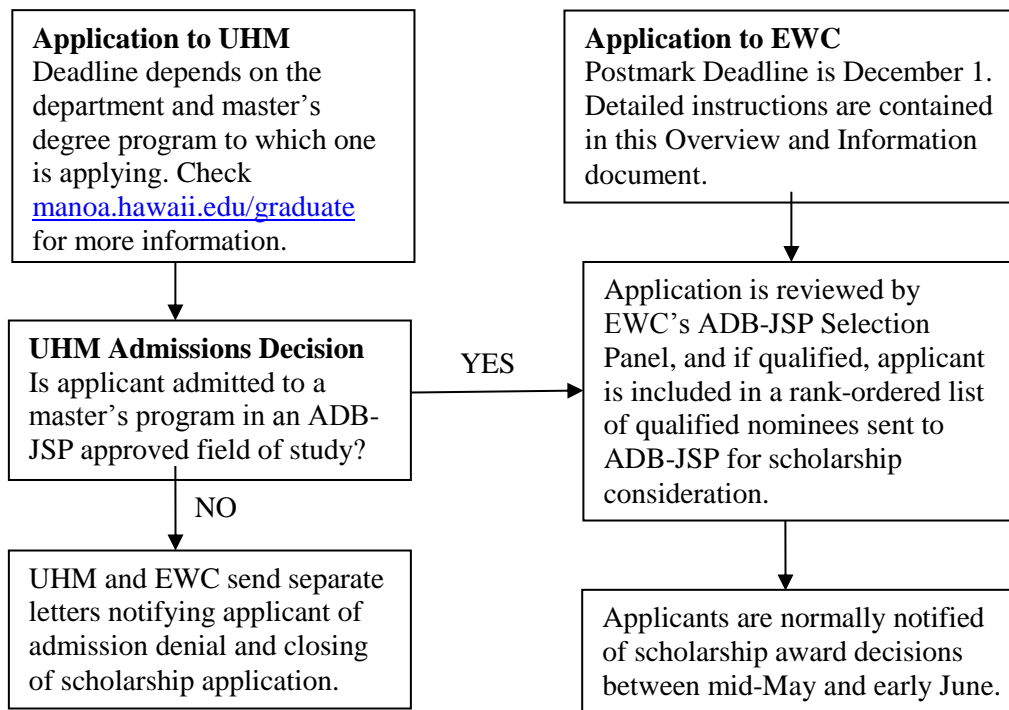 Application to UHM
Deadline depends on the
department and master's
degree program to which one
is applying. Check
manoa.hawaii.edu/graduate
for more information.
Application to EWC
Postmark Deadline is December 1.
Detailed instructions are contained
in this Overview and Information
document.
UHM Admissions Decision
Is applicant admitted to a
master's program in an ADB-
JSP approved field of study?
YES
Application is reviewed by
EWC's ADB-JSP Selection
Panel, and if qualified, applicant
is included in a rank-ordered list
of qualified nominees sent to
ADB-JSP for scholarship
consideration.
NO
UHM and EWC send separate
letters notifying applicant of
admission denial and closing
of scholarship application.
Applicants are normally notified
of scholarship award decisions
between mid-May and early June.